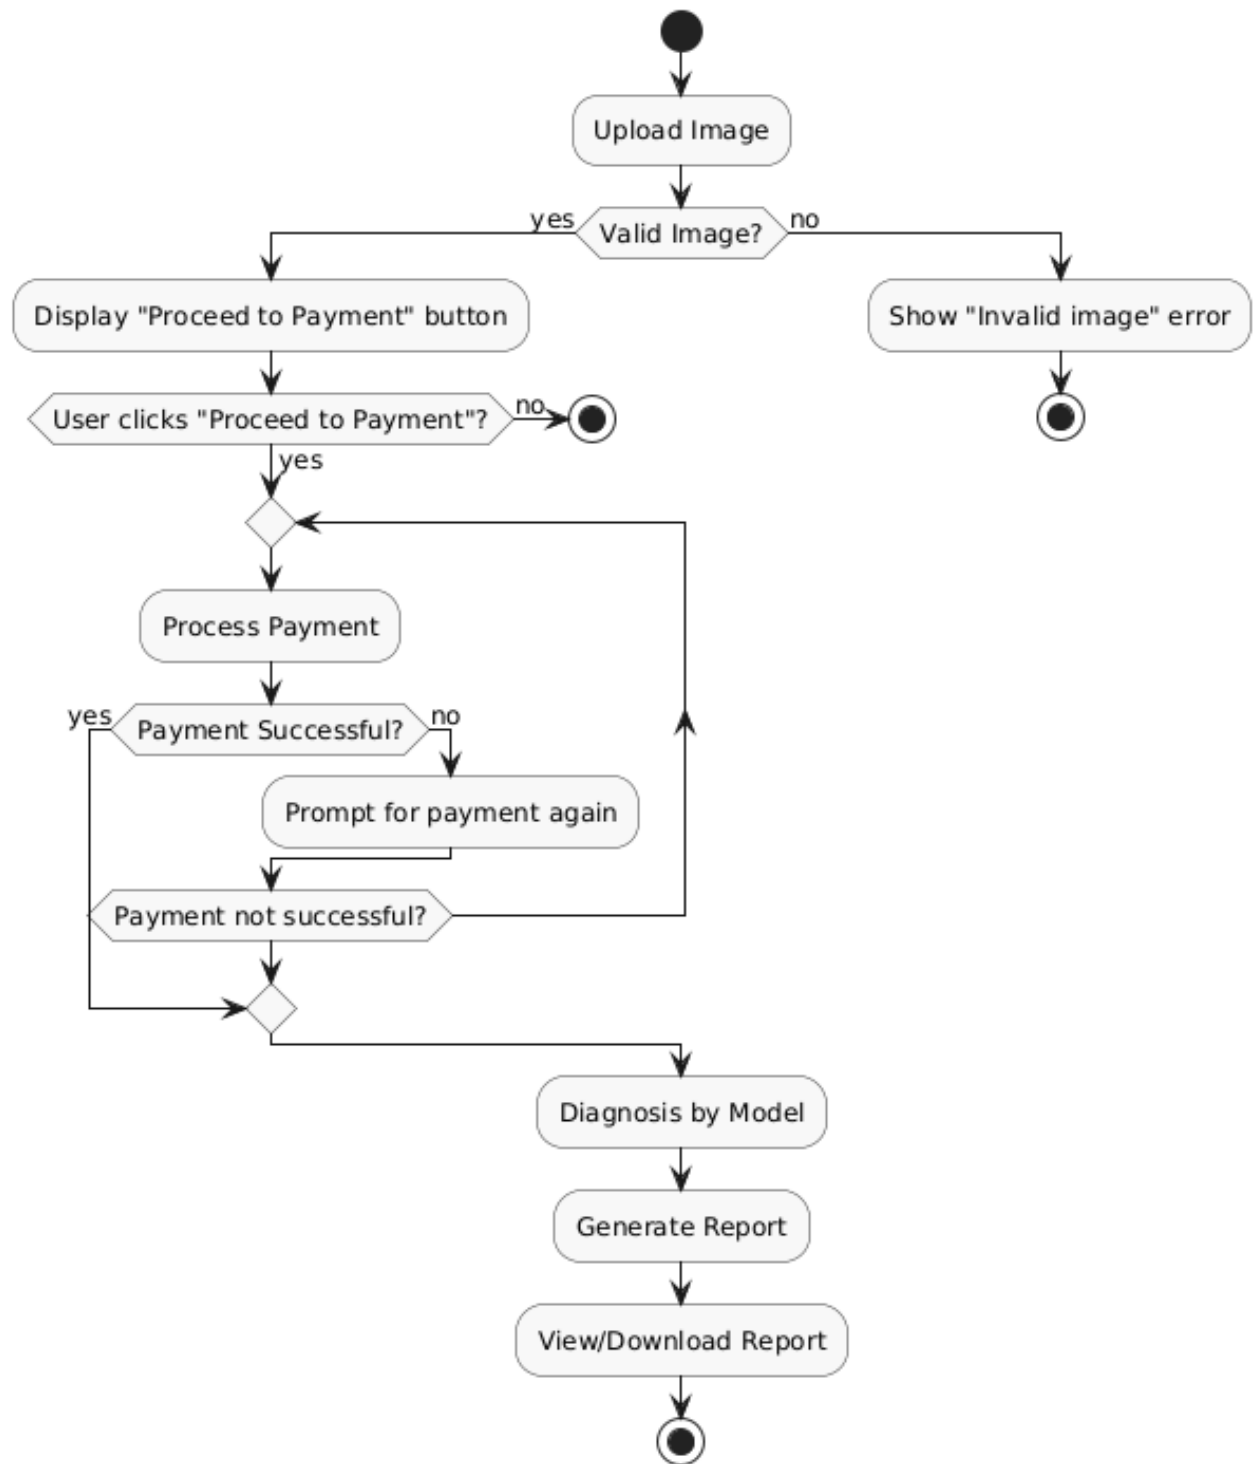 Upload Image
yes
Valid Image?
no
Display "Proceed to Payment" button
Show "Invalid image" error
User clicks "Proceed to Payment"?
no
yes
Process Payment
yes
Payment Successful?
no
Prompt for payment again
Payment not successful?
Diagnosis by Model
Generate Report
View/Download Report